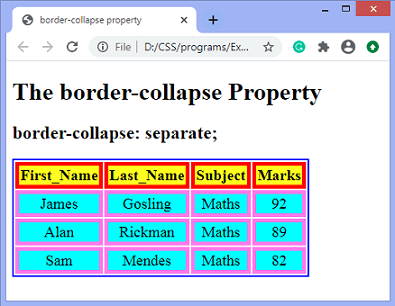 border-collapse property
File D:/CSS/programs/Ex...
The border-collapse Property
border-collapse: separate;
First_Name Last_Name Subject Marks
James Gosling Maths 92
Alan Rickman Maths 89
Sam Mendes Maths 82